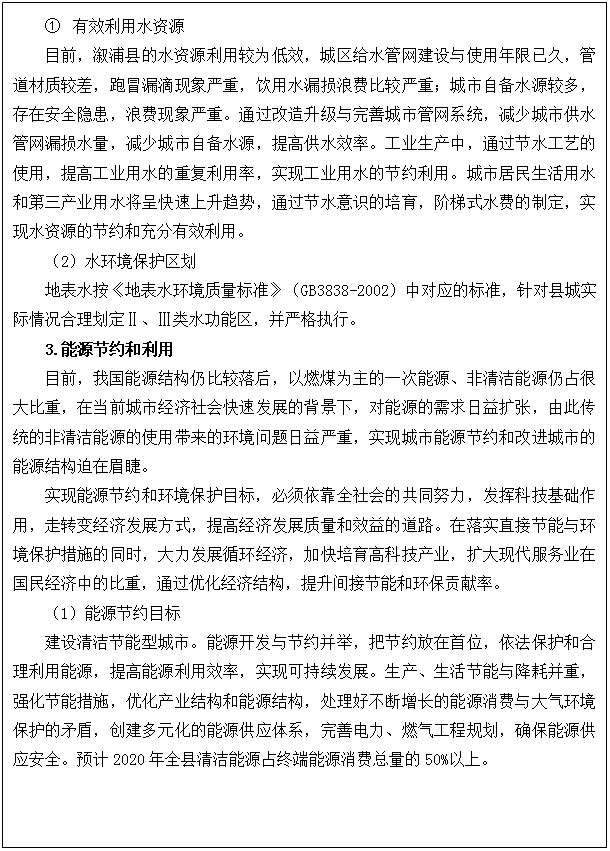 ① 有效利用水资源
目前，溆浦县的水资源利用较为低效，城区给水管网建设与使用年限已久，管
道材质较差，跑冒漏滴现象严重，饮用水漏损浪费比较严重；城市自备水源较多，
存在安全隐患，浪费现象严重。通过改造升级与完善城市管网系统，减少城市供水
管网漏损水量，减少城市自备水源，提高供水效率。工业生产中，通过节水工艺的
使用，提高工业用水的重复利用率，实现工业用水的节约利用。城市居民生活用水
和第三产业用水将呈快速上升趋势，通过节水意识的培育，阶梯式水费的制定，实
现水资源的节约和充分有效利用。
（2）水环境保护区划
地表水按《地表水环境质量标准》（GB3838-2002）中对应的标准，针对县城实
际情况合理划定Ⅱ、Ⅲ类水功能区，并严格执行。
3.能源节约和利用
目前，我国能源结构仍比较落后，以燃煤为主的一次能源、非清洁能源仍占很
大比重，在当前城市经济社会快速发展的背景下，对能源的需求日益扩张，由此传
统的非清洁能源的使用带来的环境问题日益严重，实现城市能源节约和改进城市的
能源结构迫在眉睫。
实现能源节约和环境保护目标，必须依靠全社会的共同努力，发挥科技基础作
用，走转变经济发展方式，提高经济发展质量和效益的道路。在落实直接节能与环
境保护措施的同时，大力发展循环经济，加快培育高科技产业，扩大现代服务业在
国民经济中的比重，通过优化经济结构，提升间接节能和环保贡献率。
（1）能源节约目标
建设清洁节能型城市。能源开发与节约并举，把节约放在首位，依法保护和合
理利用能源，提高能源利用效率，实现可持续发展。生产、生活节能与降耗并重，
强化节能措施，优化产业结构和能源结构，处理好不断增长的能源消费与大气环境
保护的矛盾，创建多元化的能源供应体系，完善电力、燃气工程规划，确保能源供
应安全。预计 2020 年全县清洁能源占终端能源消费总量的 50%以上。